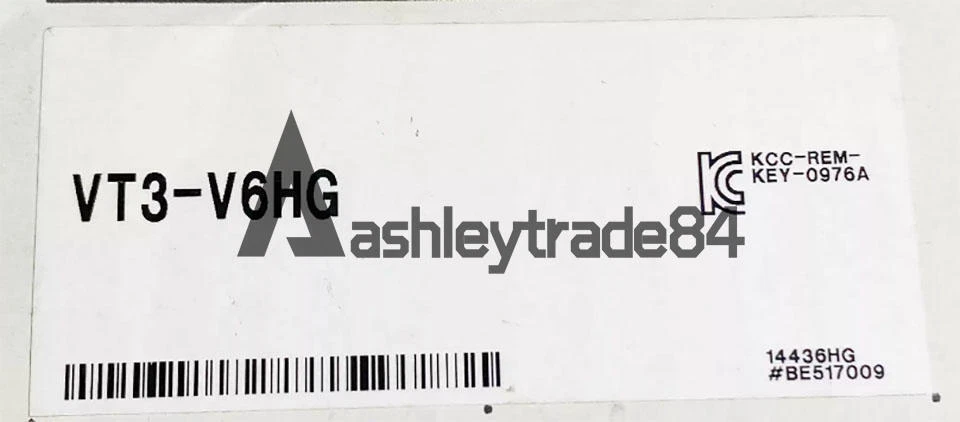 VT3-V6HG
KCC-REM-
KEY-0976A
ashleytrade84
14436HG
#BE517009